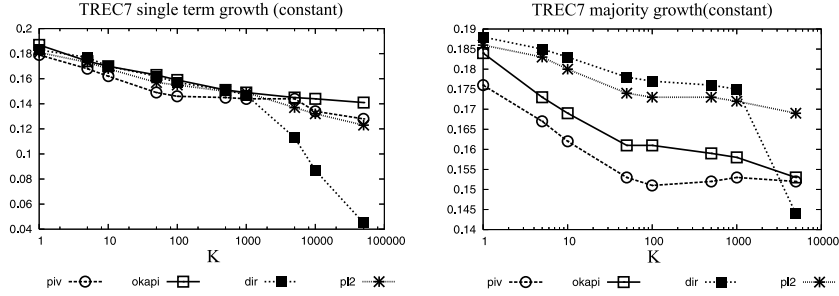 TREC7 single term growth (constant)
0.2
0.18
0.16
0.14
0.12
0.1
0.08
0.06
0.04
1 10 100 1000 10000 100000
K
piv okapi dir pl2
TREC7 majority growth(constant)
0.19
0.185
0.18
0.175
0.17
0.165
0.16
0.155
0.15
0.145
0.14
1 10 100 1000 10000
K
piv okapi dir pl2